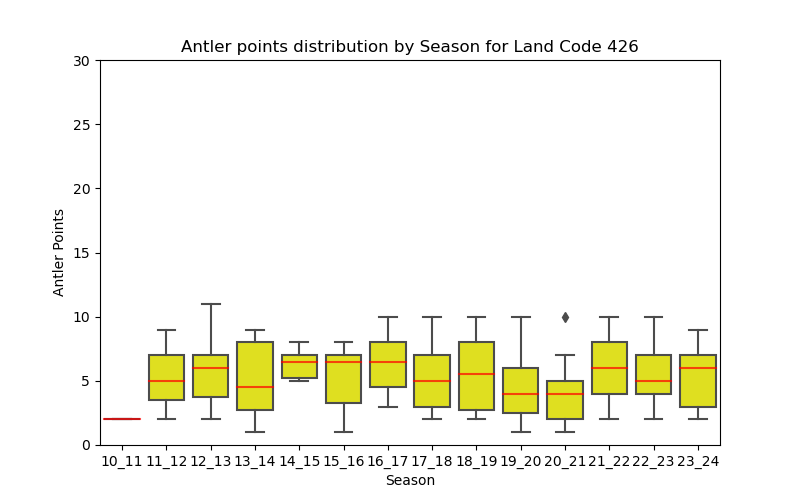 Antler points distribution by Season for Land Code 426
30
25
20
15
10
5
0
Antler Points
10_11 11_12 12_13 13_14 14_15 15_16 16_17 17_18 18_19 19_20 20_21 21_22 22_23 23_24
Season